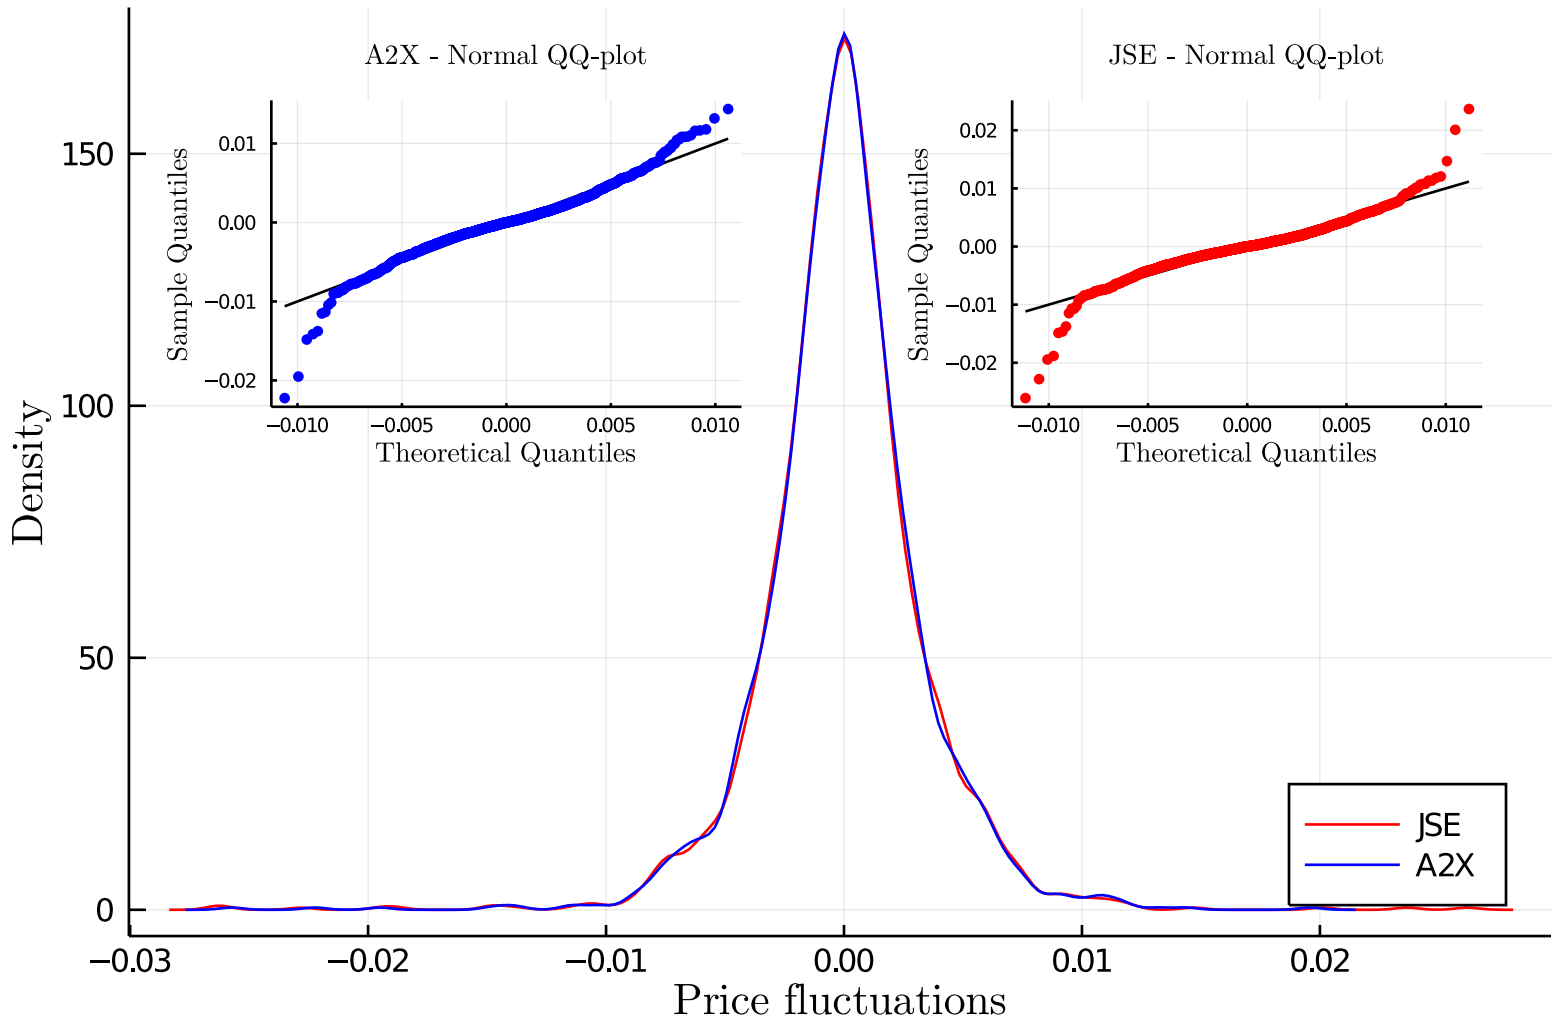 A2X - Normal QQ-plot
JSE - Normal QQ-plot
Sample Quantiles
0.01
0.00
−0.01
−0.02
−0.010
−0.005
0.000
0.005
0.010
Theoretical Quantiles
Sample Quantiles
0.02
0.01
0.00
−0.01
−0.02
−0.010
−0.005
0.000
0.005
0.010
Theoretical Quantiles
Density
150
100
50
0
JSE
A2X
−0.03
−0.02
−0.01
0.00
0.01
0.02
Price fluctuations